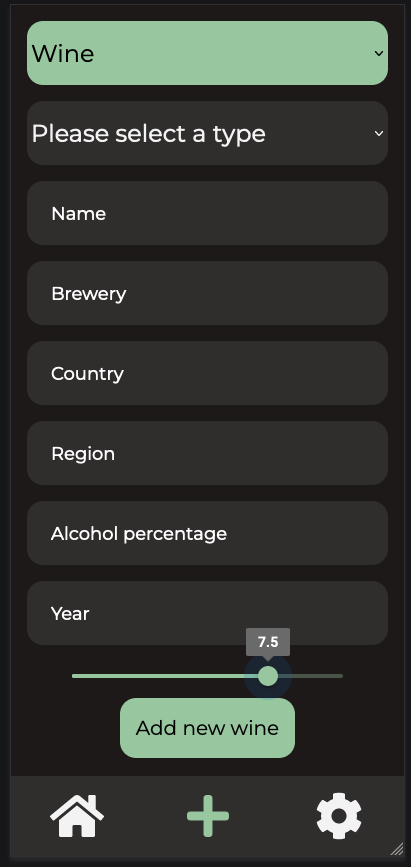 Wine
Please select a type
Name
Brewery
Country
Region
Alcohol percentage
Year
7.5
Add new wine